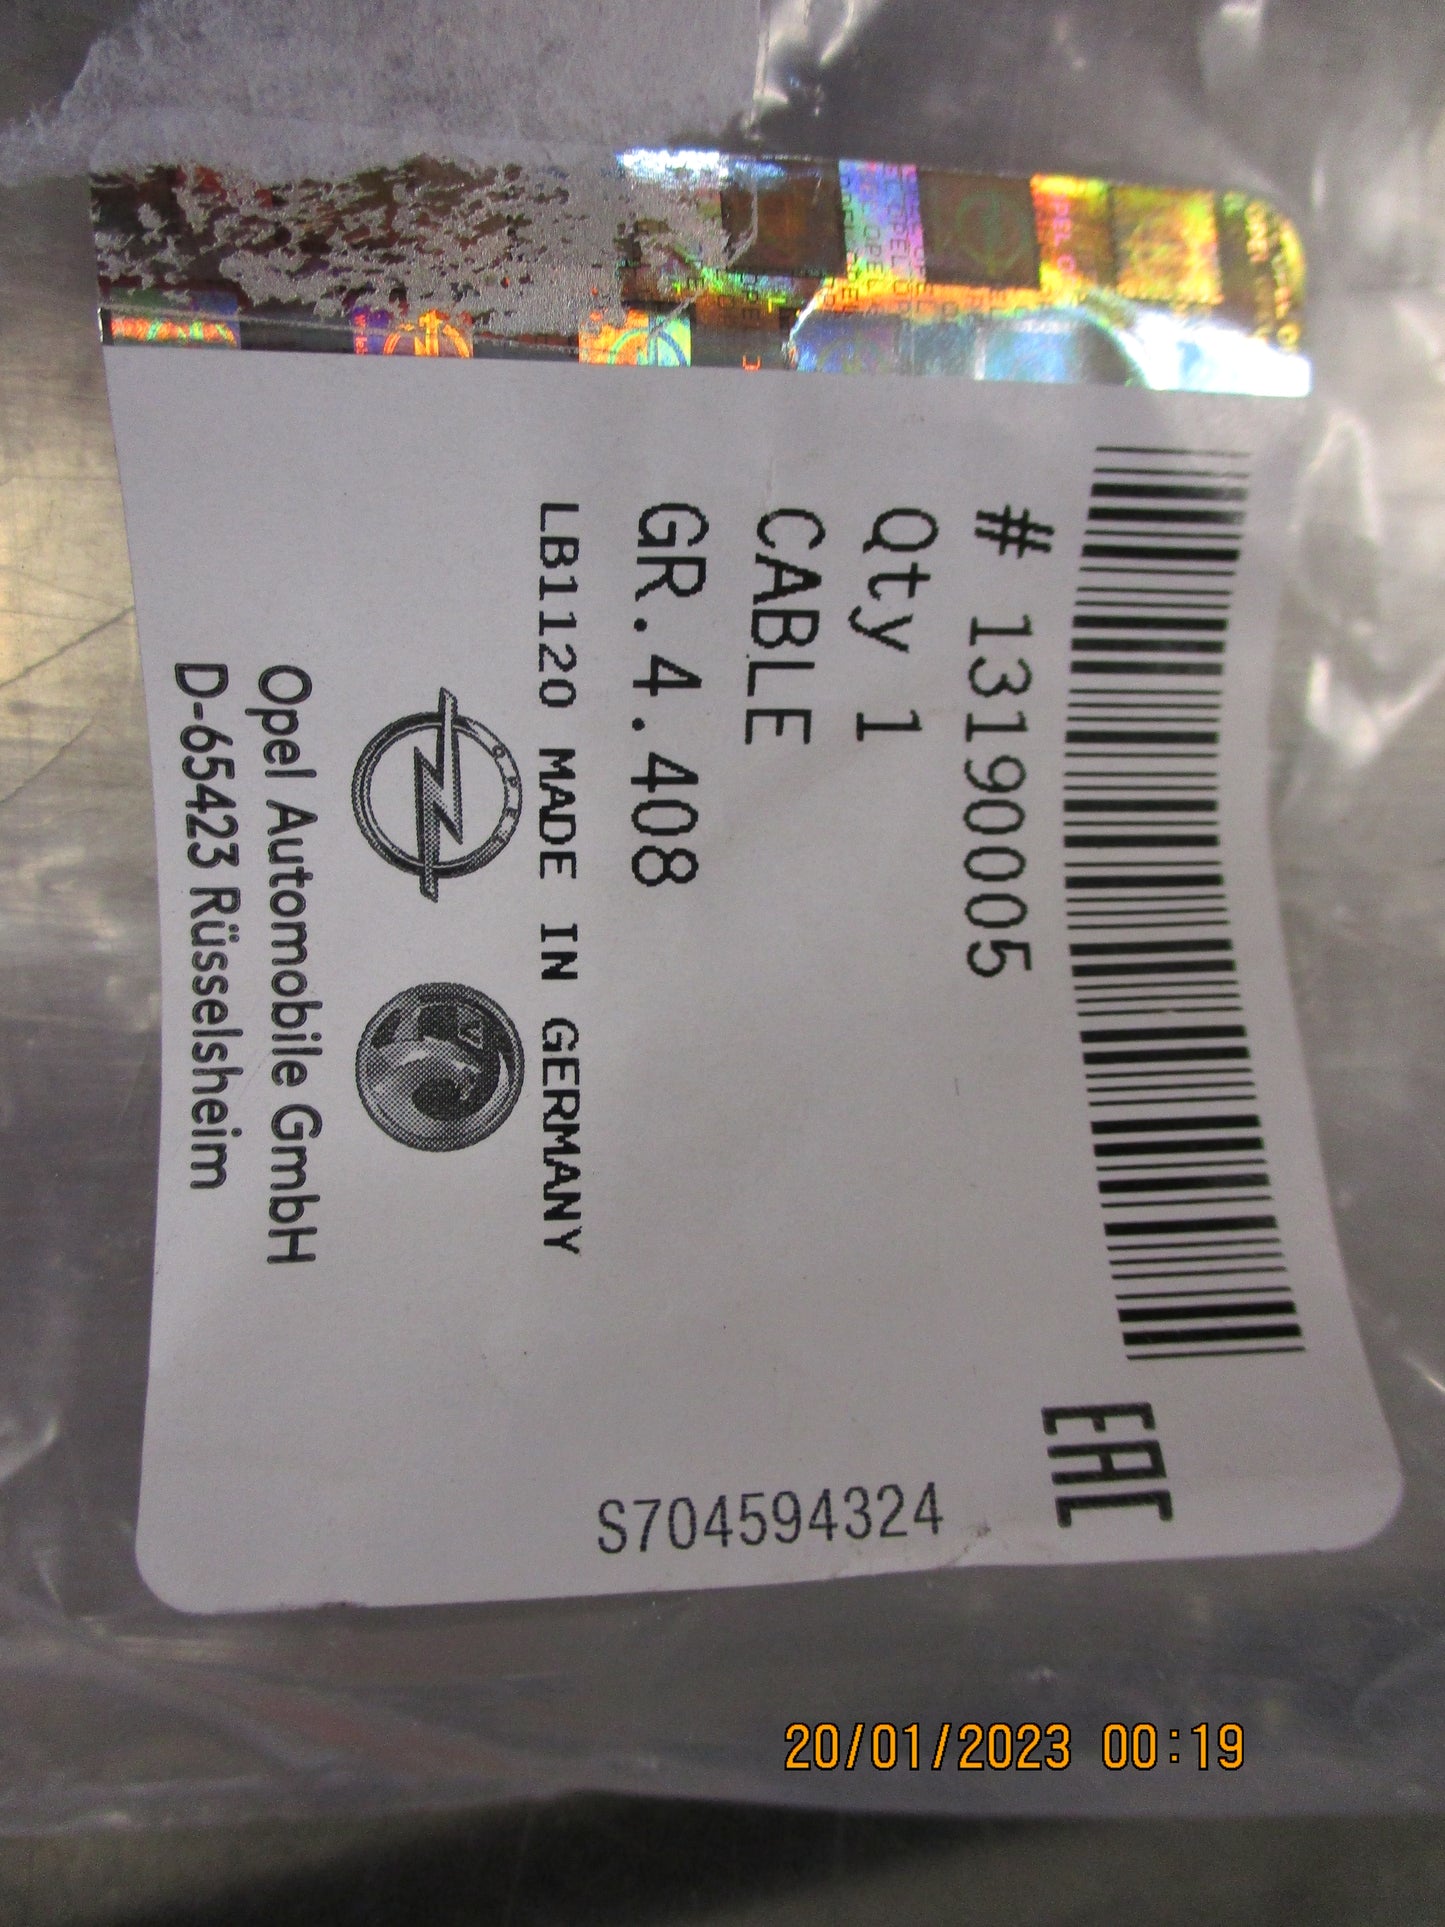 # 13190005
Qty 1
CABLE
GR.4.408
LB1120 MADE IN GERMANY
OPEL
Opel Automobile GmbH
D-65423 Rüsselsheim
EAC
S704594324
20/01/2023 00:19